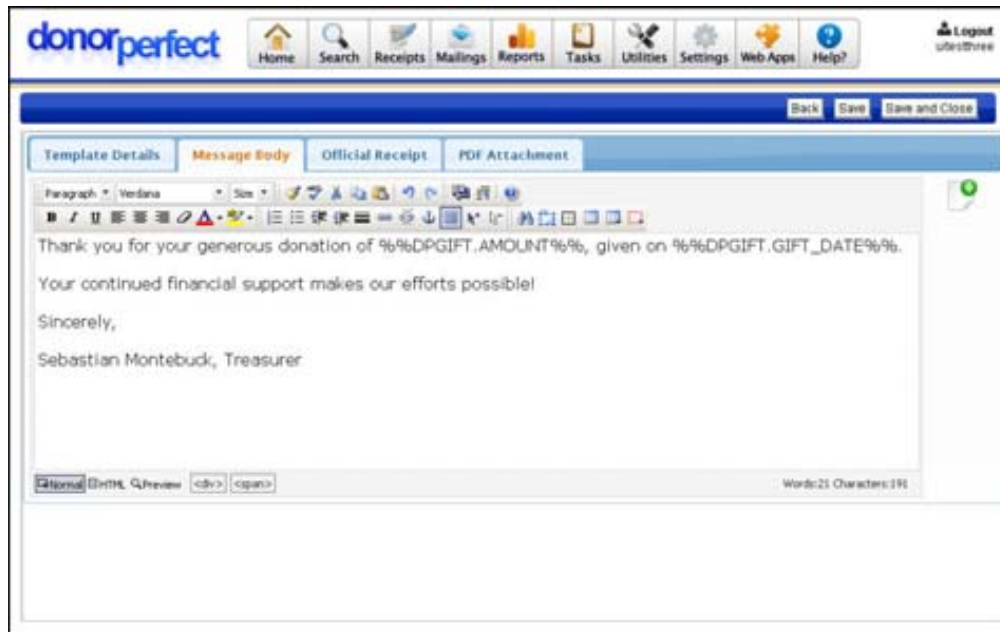 donorperfect
Home Search Receipts Mailings Reports Tasks Utilities Settings Web Apps Help?
Logout
utestthree
Back Save Save and Close
Template Details Message Body Official Receipt PDF Attachment
Paragraph Verdana Size
B I U A
Thank you for your generous donation of %%DPGIFT.AMOUNT%%, given on %%DPGIFT.GIFT_DATE%%.
Your continued financial support makes our efforts possible!
Sincerely,
Sebastian Montebuck, Treasurer
Normal HTML Preview <div> <span> Words:21 Characters:191